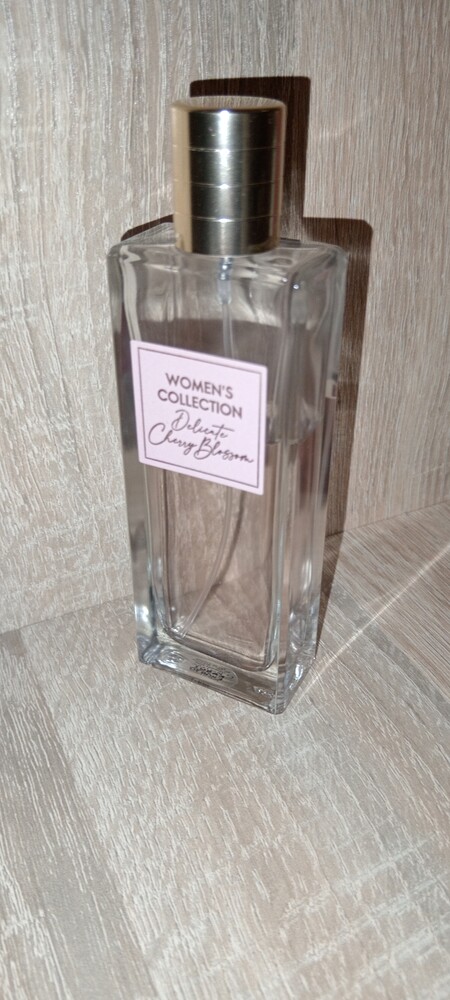 WOMEN'S
COLLECTION
Delicate
Cherry Blossom